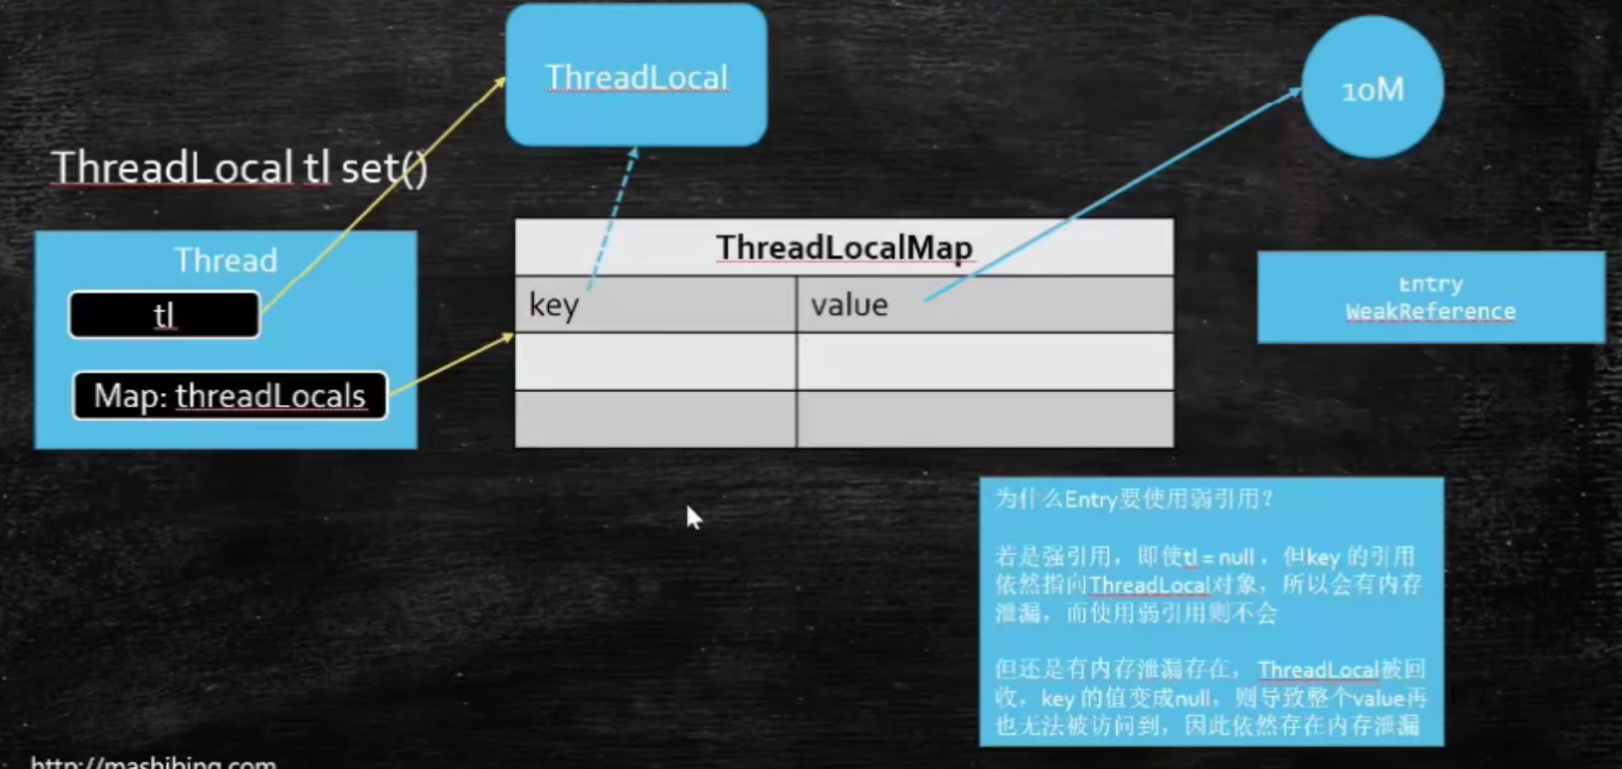 ThreadLocal
10M
ThreadLocal tl set()
Thread
tl
Map: threadLocals
ThreadLocalMap
key
value
Entry
WeakReference
为什么Entry要使用弱引用？
若是强引用，即使tl = null，但key 的引用
依然指向ThreadLocal对象，所以会有内存
泄漏，而使用弱引用则不会
但还是有内存泄漏存在，ThreadLocal被回
收，key 的值变成null，则导致整个value再
也无法被访问到，因此依然存在内存泄漏
http://mashibing.com